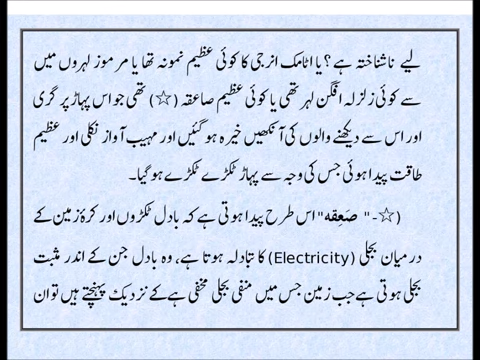 لیے ناشناختہ ہے؟ یا اٹامک انرجی کا کوئی عظیم نمونہ تھا یا مرموز لہروں میں
سے کوئی زلزلہ افگن لہر تھی یا کوئی عظیم صاعقہ (☆) تھی جو اس پہاڑ پر گری
اور اس سے دیکھنے والوں کی آنکھیں خیرہ ہوگئیں اور مہیب آواز نکلی اور عظیم
طاقت پیدا ہوئی جس کی وجہ سے پہاڑ ٹکڑے ٹکڑے ہوگیا۔
(☆- " صَعِقه" اس طرح پیدا ہوتی ہے کہ بادل ٹکڑوں اور کرۂ زمین کے
درمیان بجلی (Electricity) کا تبادلہ ہوتا ہے، وہ بادل جن کے اندر مثبت
بجلی ہوتی ہے جب زمین جس میں منفی بجلی مخفی ہے کے نزدیک پہنچتے ہیں تو ان